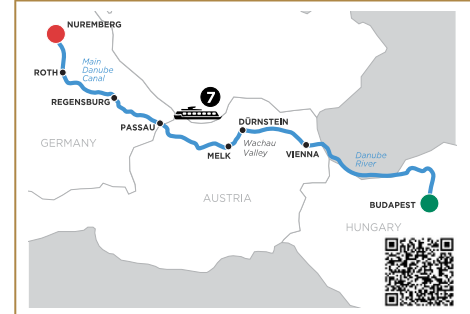 NUREMBERG
Main
Danube
Canal
ROTH
REGENSBURG
7
PASSAU
DÜRNSTEIN
GERMANY
MELK
Wachau
Valley
VIENNA
Danube
River
AUSTRIA
BUDAPEST
HUNGARY